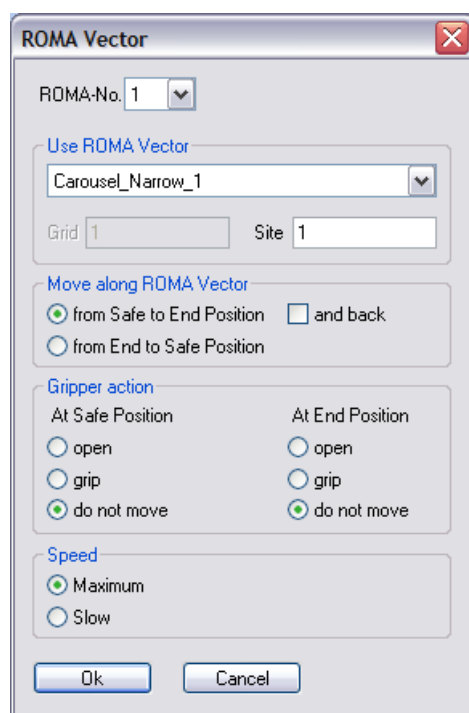 ROMA Vector
ROMA-No. 1
Use ROMA Vector
Carousel_Narrow_1
Grid 1 Site 1
Move along ROMA Vector
from Safe to End Position and back
from End to Safe Position
Gripper action
At Safe Position At End Position
open open
grip grip
do not move do not move
Speed
Maximum
Slow
Ok Cancel